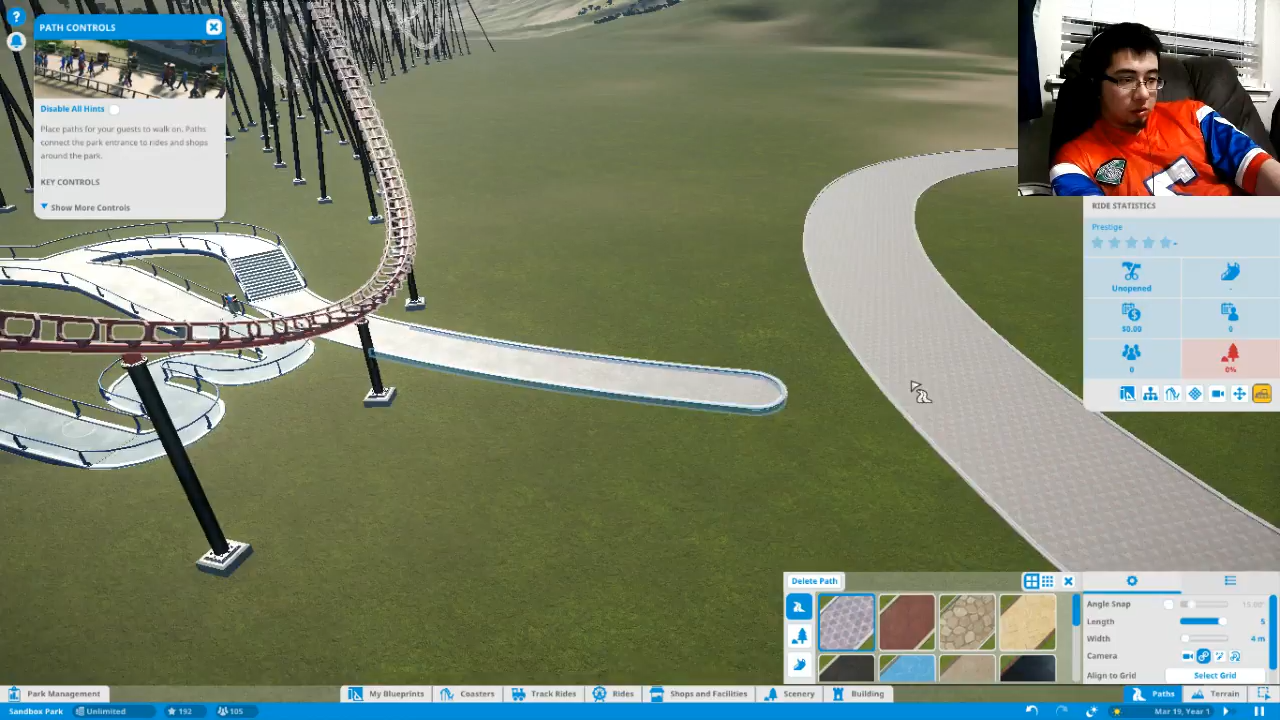 ?
PATH CONTROLS
Disable All Hints
Place paths for your guests to walk on. Paths
connect the park entrance to rides and shops
around the park.
KEY CONTROLS
Show More Controls
RIDE STATISTICS
Prestige
-
Unopened
-
$0.00
0
0
0%
Delete Path
Angle Snap
15.00°
Length
5
Width
4 m
Camera
Align to Grid
Select Grid
Park Management
My Blueprints
Coasters
Track Rides
Rides
Shops and Facilities
Scenery
Building
Paths
Terrain
Sandbox Park
Unlimited
192
105
Mar 19, Year 1